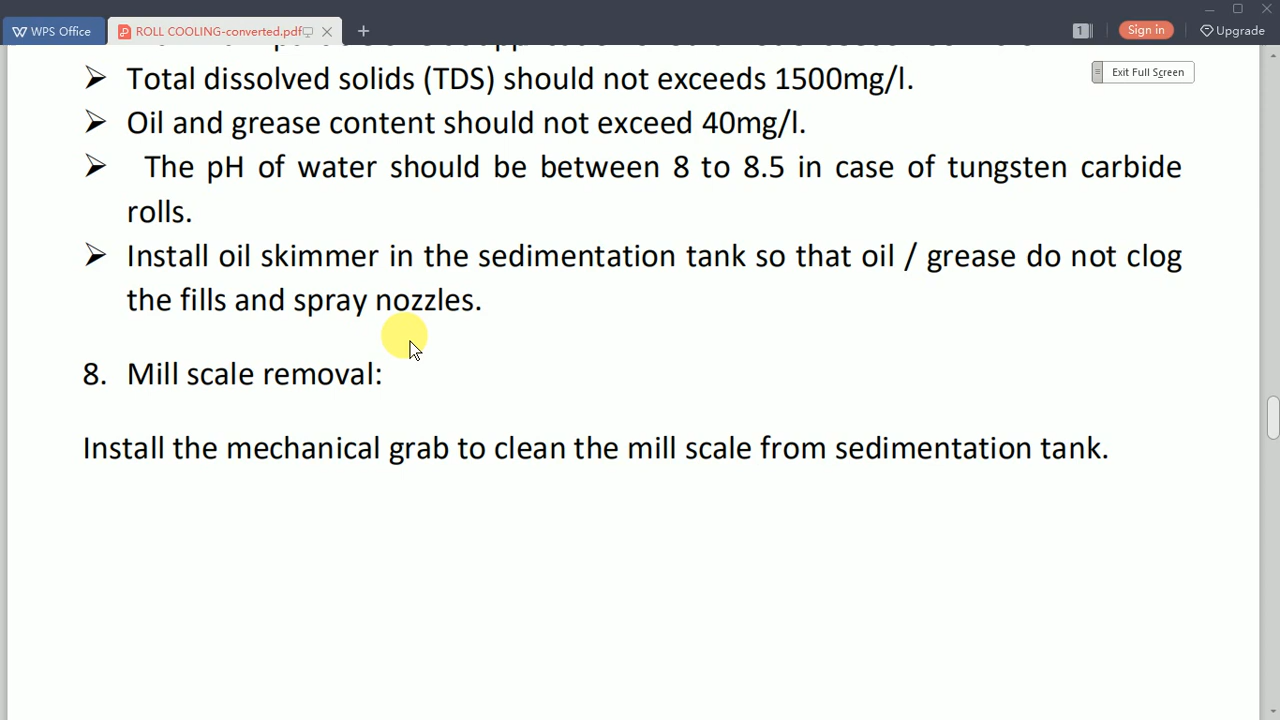 WPS Office
ROLL COOLING-converted.pdf
1
Sign in
Upgrade
Exit Full Screen
➢ Total dissolved solids (TDS) should not exceeds 1500mg/l.
➢ Oil and grease content should not exceed 40mg/l.
➢ The pH of water should be between 8 to 8.5 in case of tungsten carbide
rolls.
➢ Install oil skimmer in the sedimentation tank so that oil / grease do not clog
the fills and spray nozzles.
8. Mill scale removal:
Install the mechanical grab to clean the mill scale from sedimentation tank.